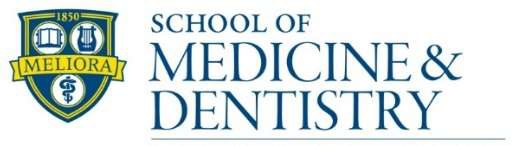 1850
MELIORA
SCHOOL OF
MEDICINE &
DENTISTRY